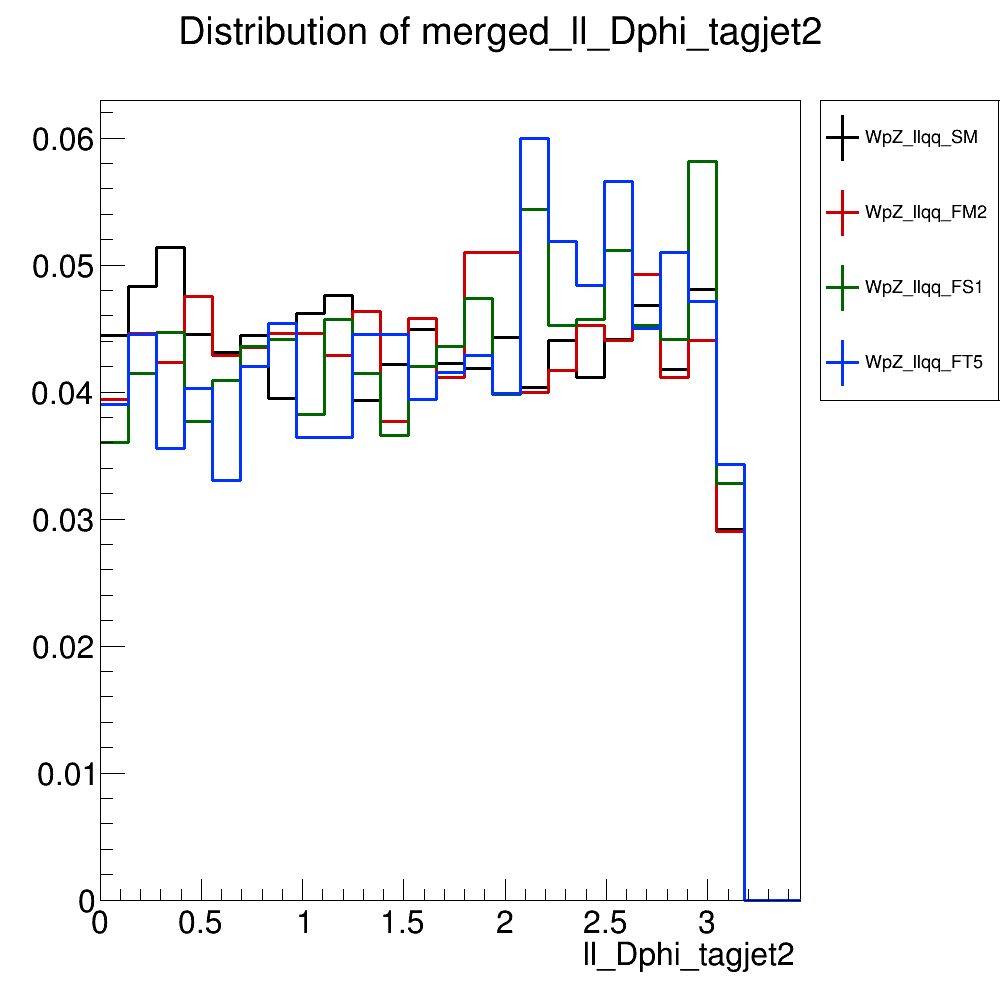 Distribution of merged_ll_Dphi_tagjet2
0.06
0.05
0.04
0.03
0.02
0.01
0
0 0.5 1 1.5 2 2.5 3
ll_Dphi_tagjet2
WpZ_llqq_SM
WpZ_llqq_FM2
WpZ_llqq_FS1
WpZ_llqq_FT5